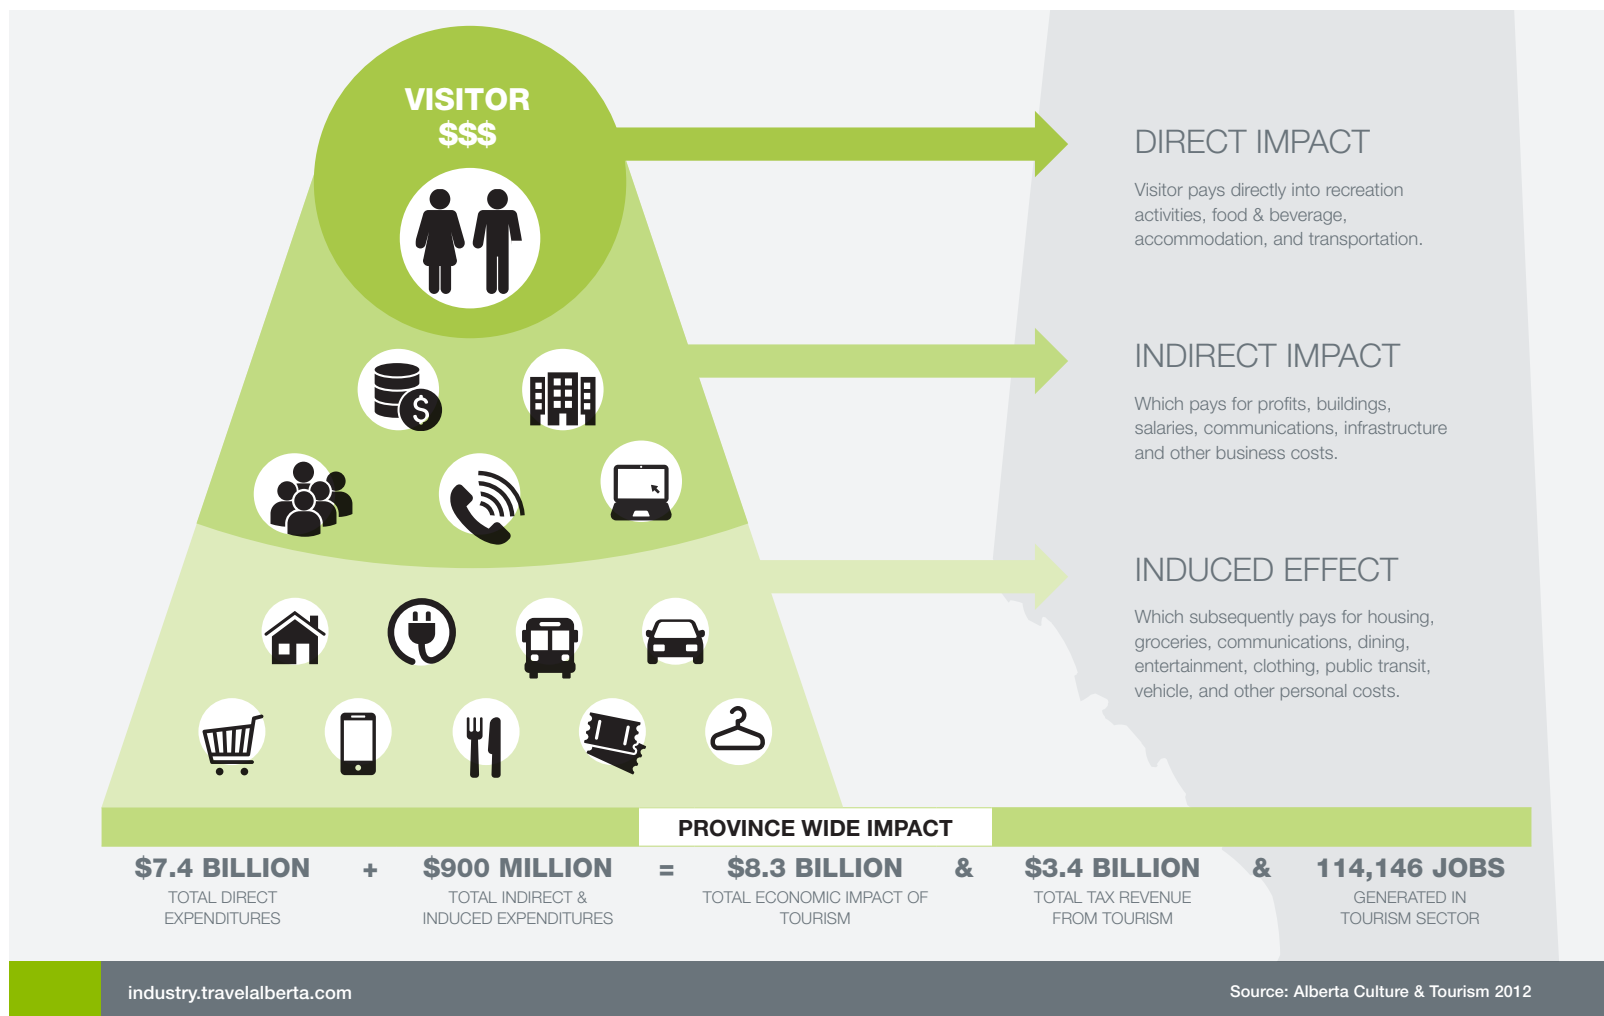 VISITOR
$$$
DIRECT IMPACT
Visitor pays directly into recreation
activities, food & beverage,
accommodation, and transportation.
INDIRECT IMPACT
Which pays for profits, buildings,
salaries, communications, infrastructure
and other business costs.
$
INDUCED EFFECT
Which subsequently pays for housing,
groceries, communications, dining,
entertainment, clothing, public transit,
vehicle, and other personal costs.
PROVINCE WIDE IMPACT
$7.4 BILLION + $900 MILLION = $8.3 BILLION & $3.4 BILLION & 114,146 JOBS
TOTAL DIRECT
EXPENDITURES
TOTAL INDIRECT &
INDUCED EXPENDITURES
TOTAL ECONOMIC IMPACT OF
TOURISM
TOTAL TAX REVENUE
FROM TOURISM
GENERATED IN
TOURISM SECTOR
industry.travelalberta.com
Source: Alberta Culture & Tourism 2012